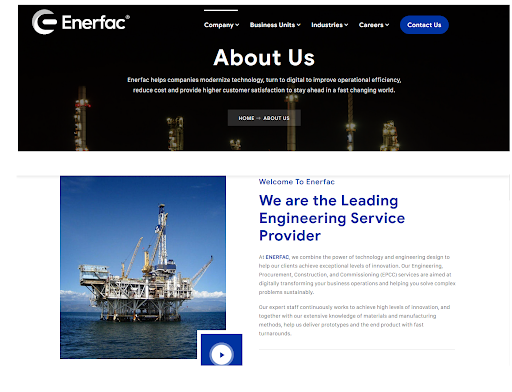 Enerfac®
Company Business Units Industries Careers Contact Us
About Us
Enerfac helps companies modernize technology, turn to digital to improve operational efficiency,
reduce cost and provide higher customer satisfaction to stay ahead in a fast changing world.
HOME → ABOUT US
Welcome To Enerfac
We are the Leading
Engineering Service
Provider
At ENERFAC, we combine the power of technology and engineering design to
help our clients achieve exceptional levels of innovation. Our Engineering,
Procurement, Construction, and Commissioning (EPCC) services are aimed at
digitally transforming your business operations and helping you solve complex
problems sustainably.
Our expert staff continuously works to achieve high levels of innovation, and
together with our extensive knowledge of materials and manufacturing
methods, help us deliver prototypes and the end product with fast
turnarounds.